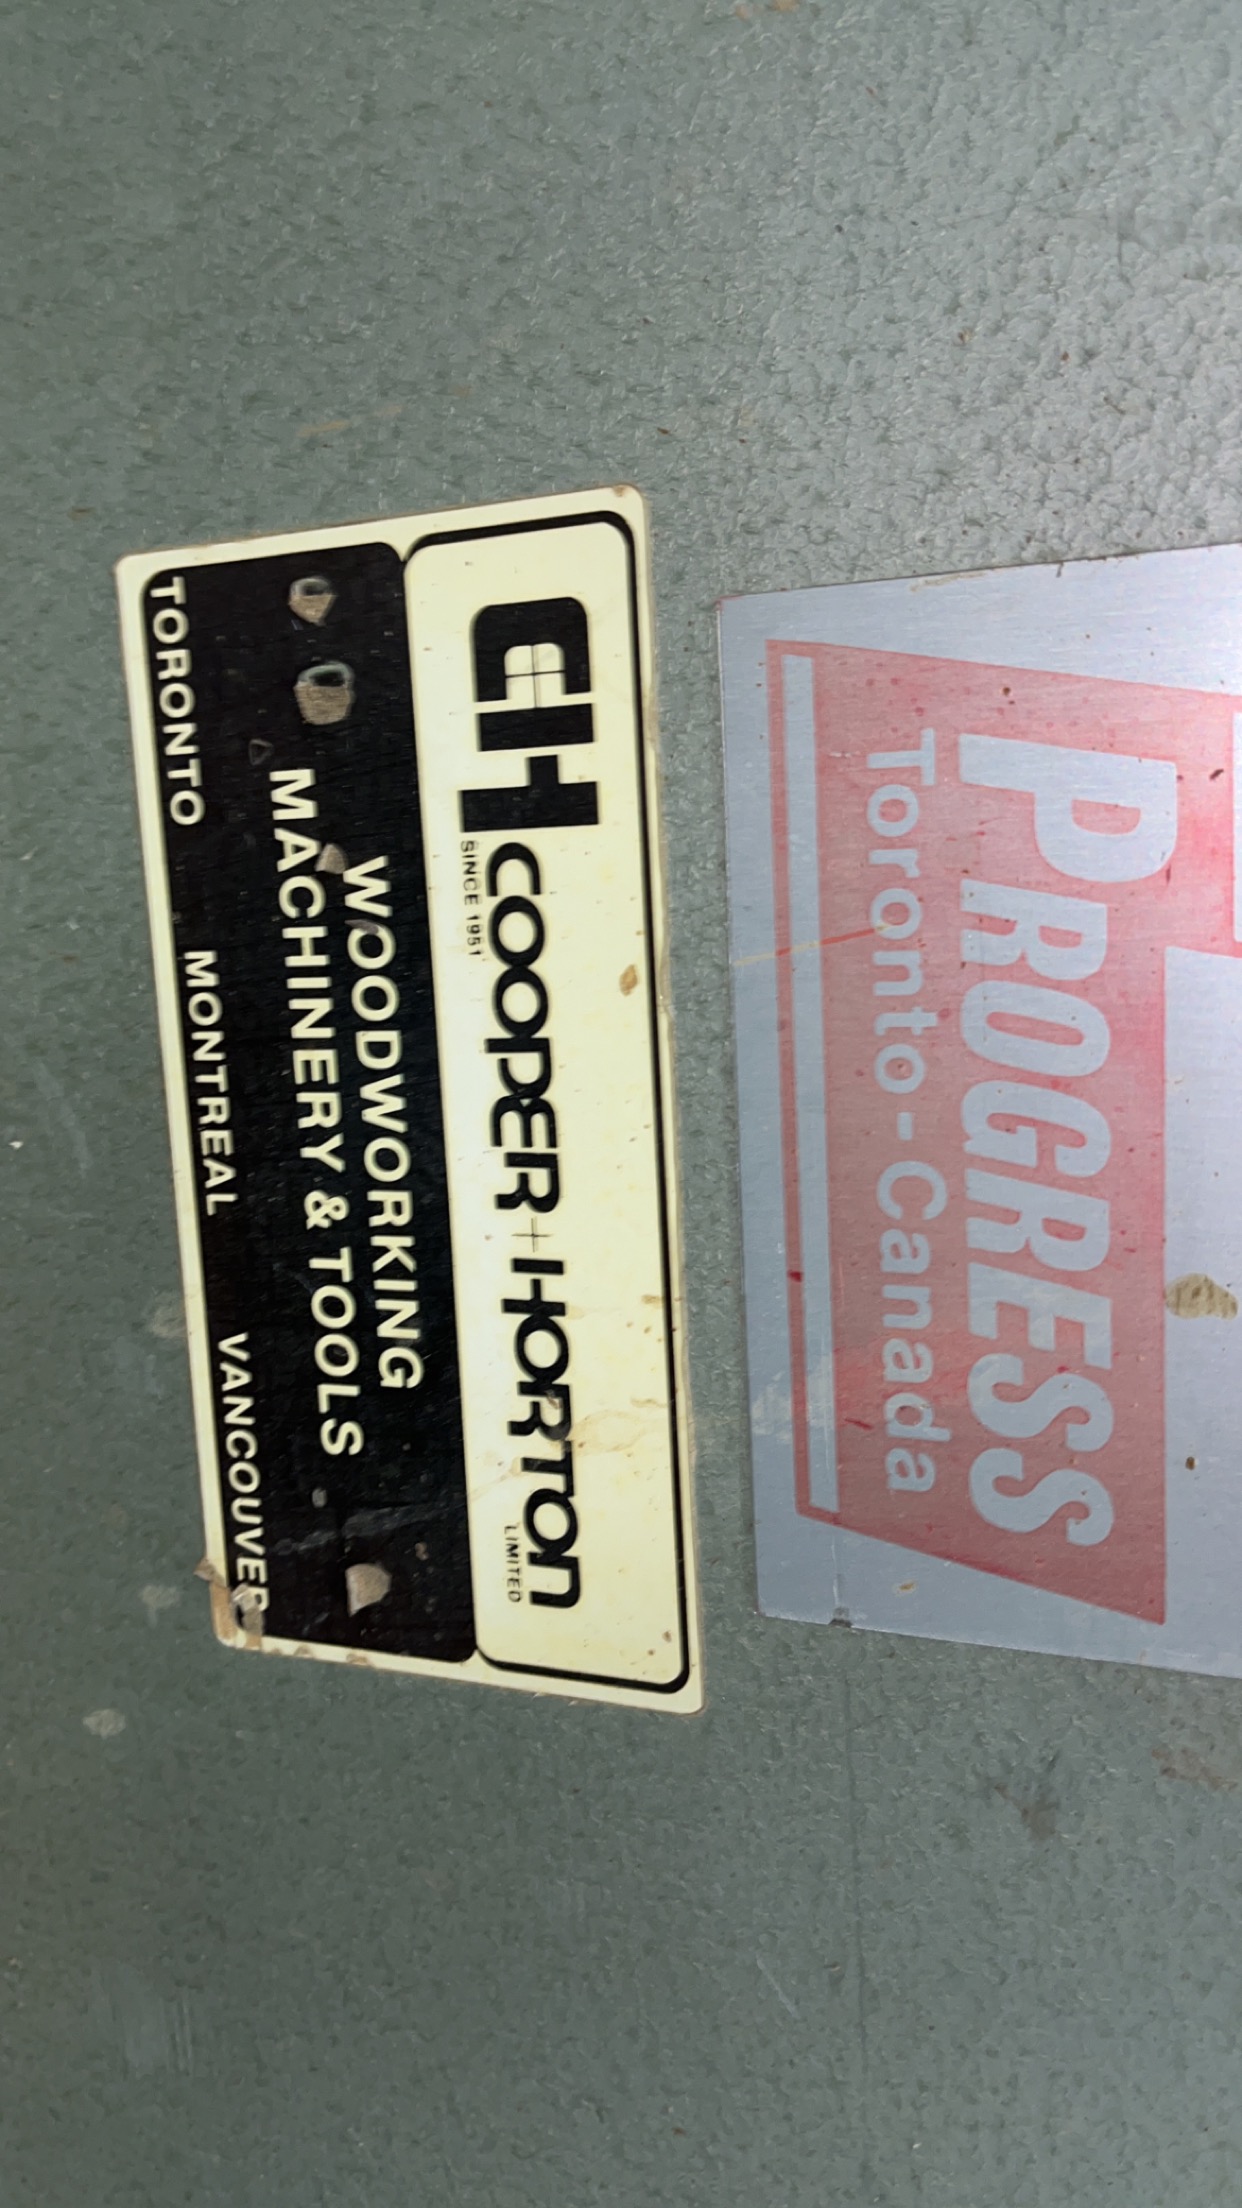 PROGRESS
Toronto - Canada
CH COOPER + HORTON
SINCE 1951
LIMITED
WOODWORKING
MACHINERY & TOOLS
TORONTO MONTREAL VANCOUVER